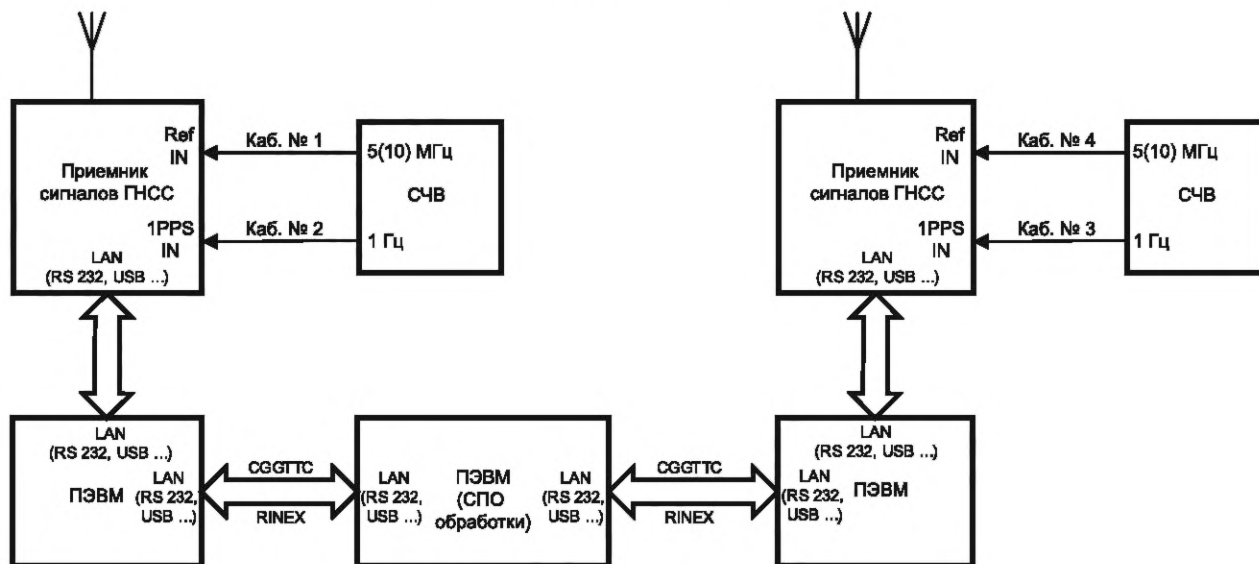 Ref
IN
Приемник
сигналов ГНСС
1PPS
IN
LAN
(RS 232, USB ...)
Каб. № 1
Каб. № 2
5(10) МГц
СЧВ
1 Гц
Ref
IN
Приемник
сигналов ГНСС
1PPS
IN
LAN
(RS 232, USB ...)
Каб. № 4
Каб. № 3
5(10) МГц
СЧВ
1 Гц
LAN
(RS 232, USB ...)
ПЭВМ
LAN
(RS 232,
USB ...)
CGGTTC
RINEX
LAN
(RS 232,
USB ...)
ПЭВМ
(СПО
обработки)
LAN
(RS 232,
USB ...)
CGGTTC
RINEX
LAN
(RS 232, USB ...)
LAN
(RS 232,
USB ...)
ПЭВМ